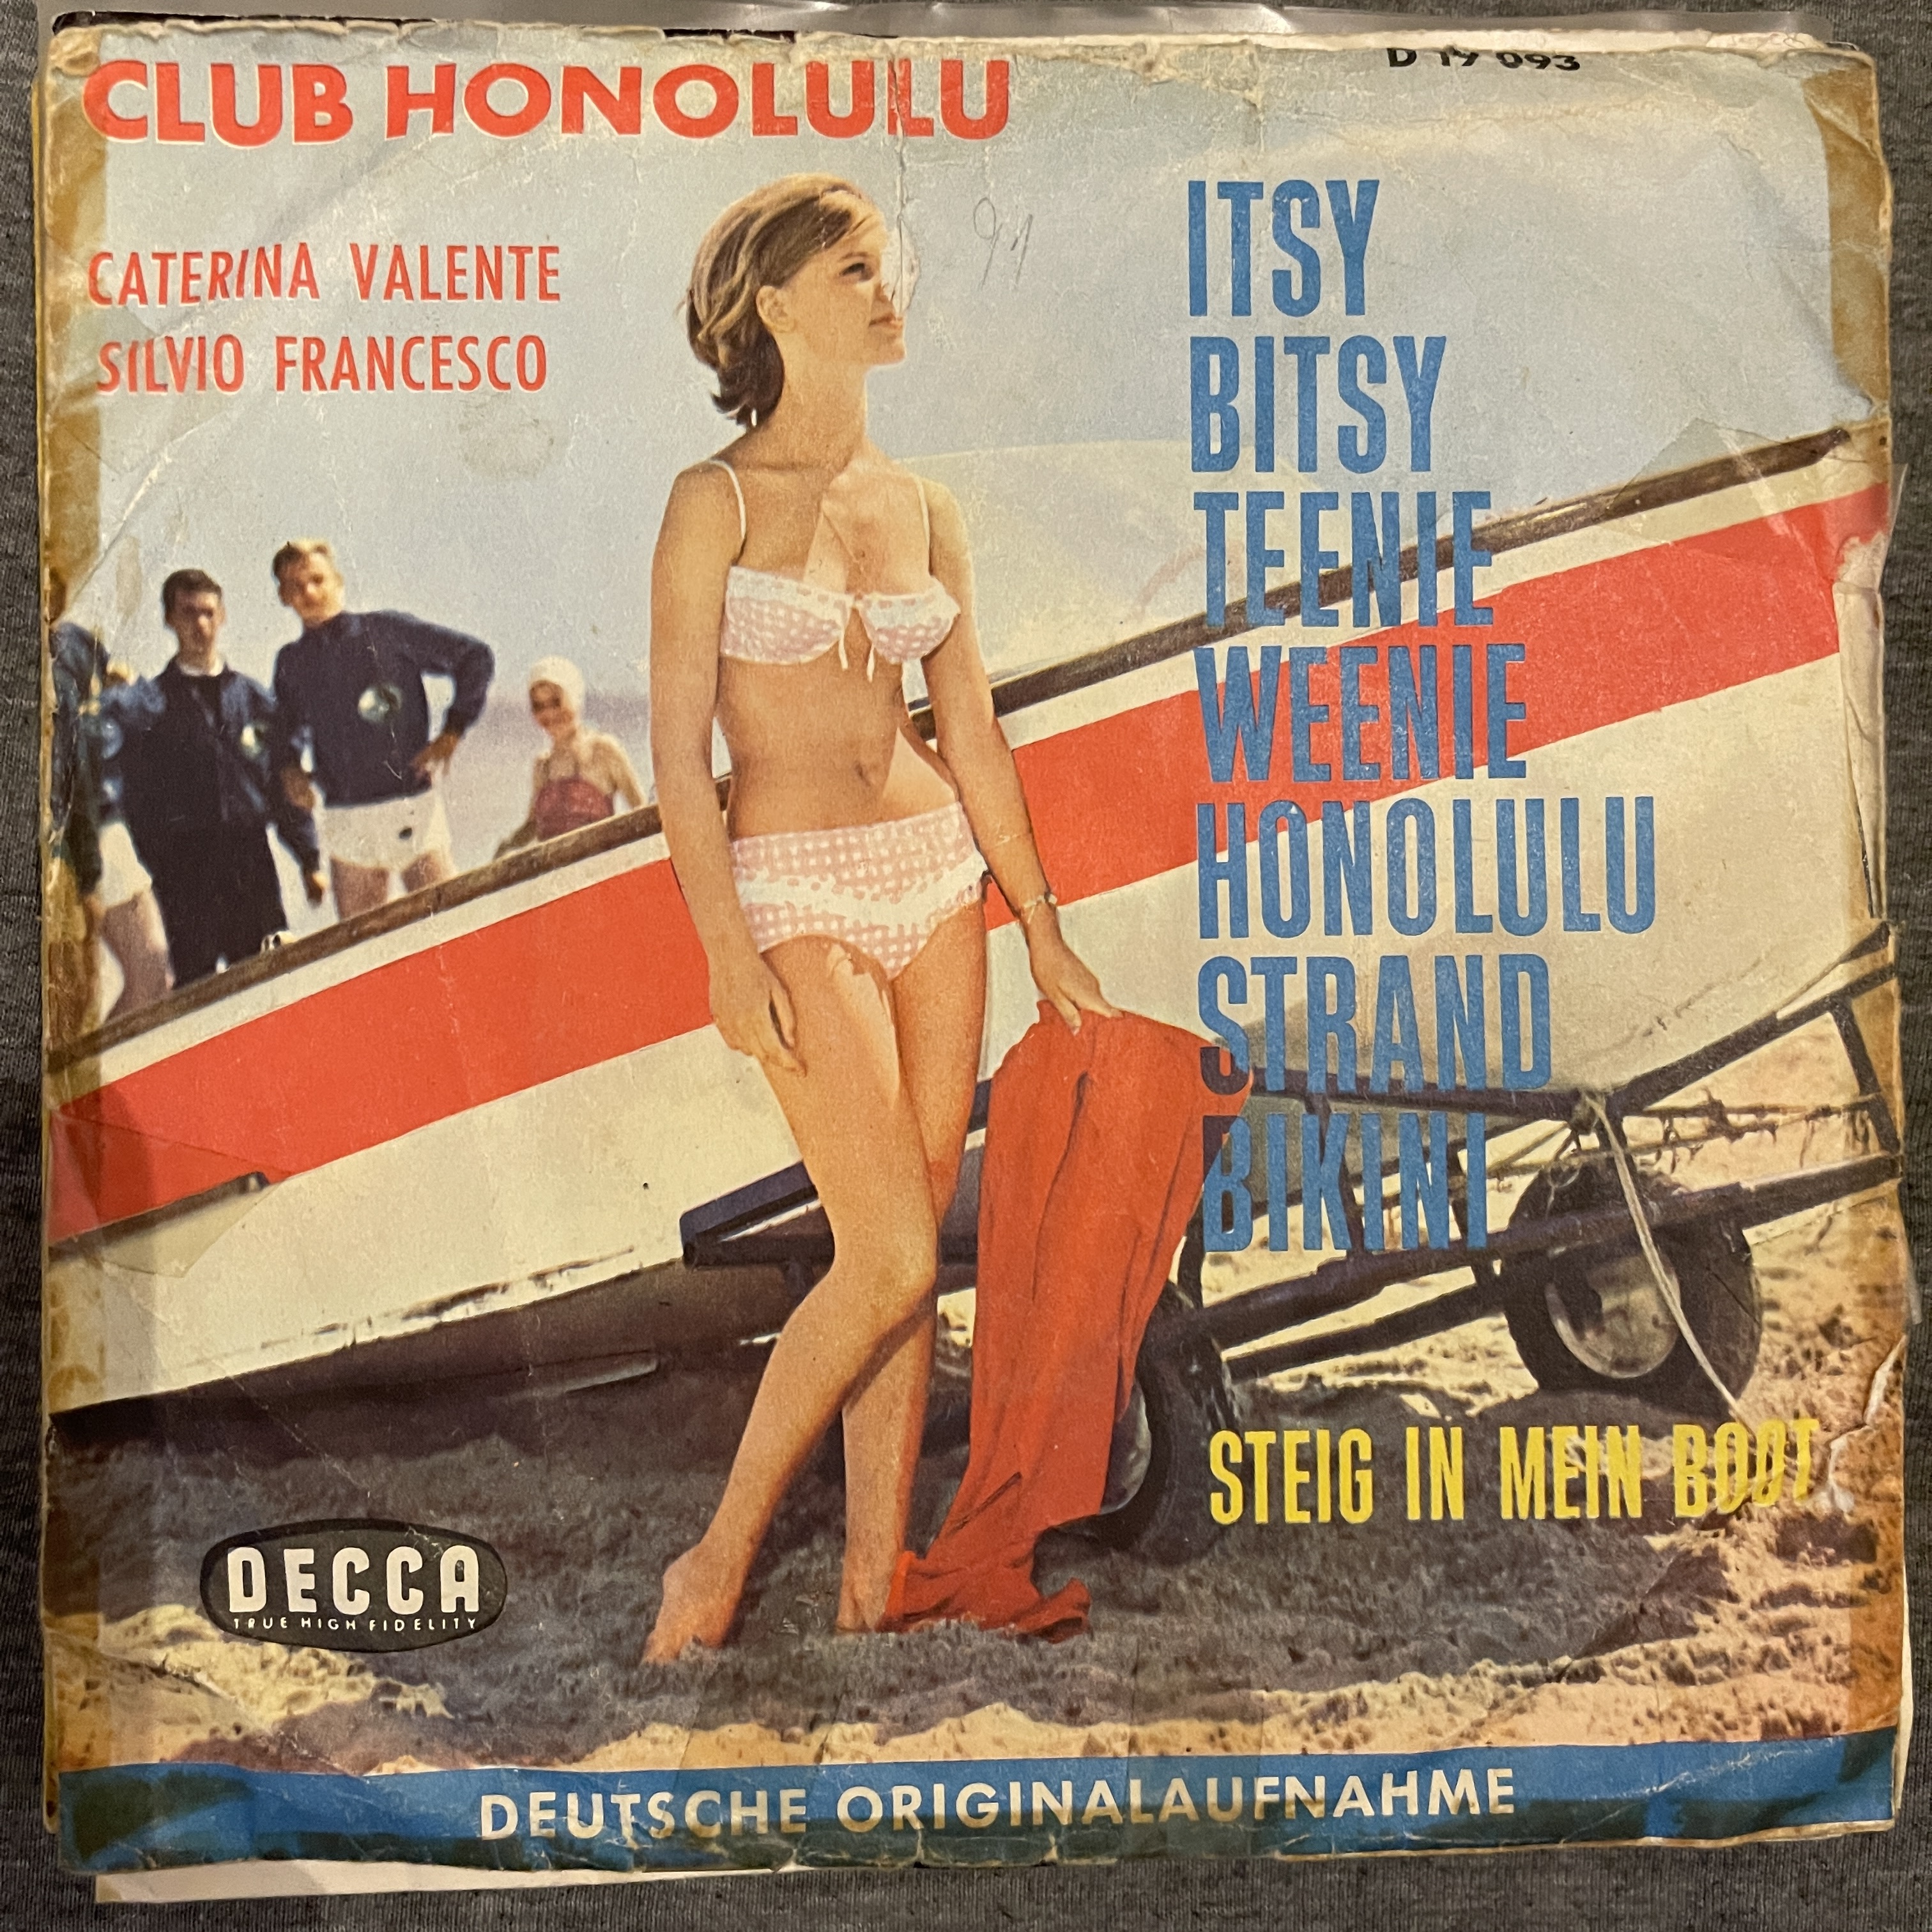 CLUB HONOLULU
D 19 093
CATERINA VALENTE
SILVIO FRANCESCO
ITSY
BITSY
TEENIE
WEENIE
HONOLULU
STRAND
BIKINI
STEIG IN MEIN BOOT
DECCA
TRUE HIGH FIDELITY
DEUTSCHE ORIGINALAUFNAHME